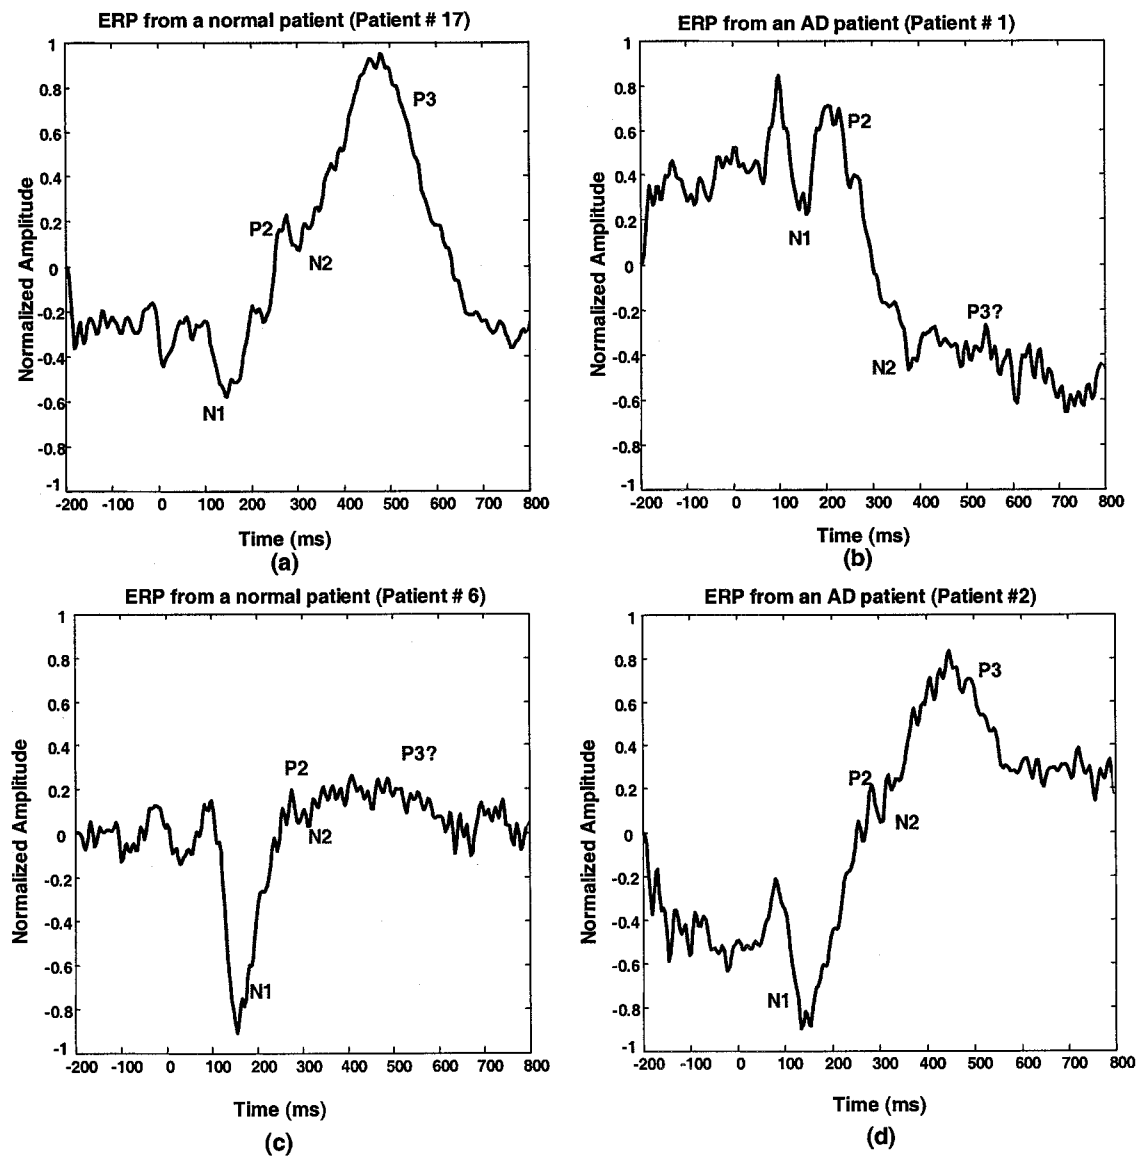 ERP from a normal patient (Patient # 17)
1
0.8
0.6
0.4
0.2
0
-0.2
-0.4
-0.6
-0.8
-1
Normalized Amplitude
P3
P2
N2
N1
-200 -100 0 100 200 300 400 500 600 700 800
Time (ms)
(a)
ERP from an AD patient (Patient # 1)
1
0.8
0.6
0.4
0.2
0
-0.2
-0.4
-0.6
-0.8
-1
Normalized Amplitude
P2
N1
P3?
N2
-200 -100 0 100 200 300 400 500 600 700 800
Time (ms)
(b)
ERP from a normal patient (Patient # 6)
1
0.8
0.6
0.4
0.2
0
-0.2
-0.4
-0.6
-0.8
-1
Normalized Amplitude
P3?
P2
N2
N1
-200 -100 0 100 200 300 400 500 600 700 800
Time (ms)
(c)
ERP from an AD patient (Patient #2)
1
0.8
0.6
0.4
0.2
0
-0.2
-0.4
-0.6
-0.8
-1
Normalized Amplitude
P3
P2
N2
N1
-200 -100 0 100 200 300 400 500 600 700 800
Time (ms)
(d)